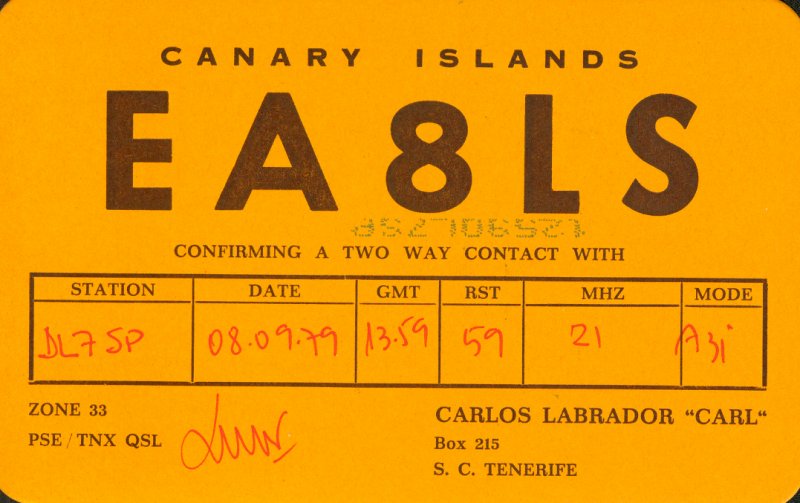 CANARY ISLANDS
EA8LS
CONFIRMING A TWO WAY CONTACT WITH
STATION DATE GMT RST MHZ MODE
DL7SP 08.09.79 13.59 59 21 A3j
ZONE 33
PSE/TNX QSL
CARLOS LABRADOR "CARL"
Box 215
S. C. TENERIFE